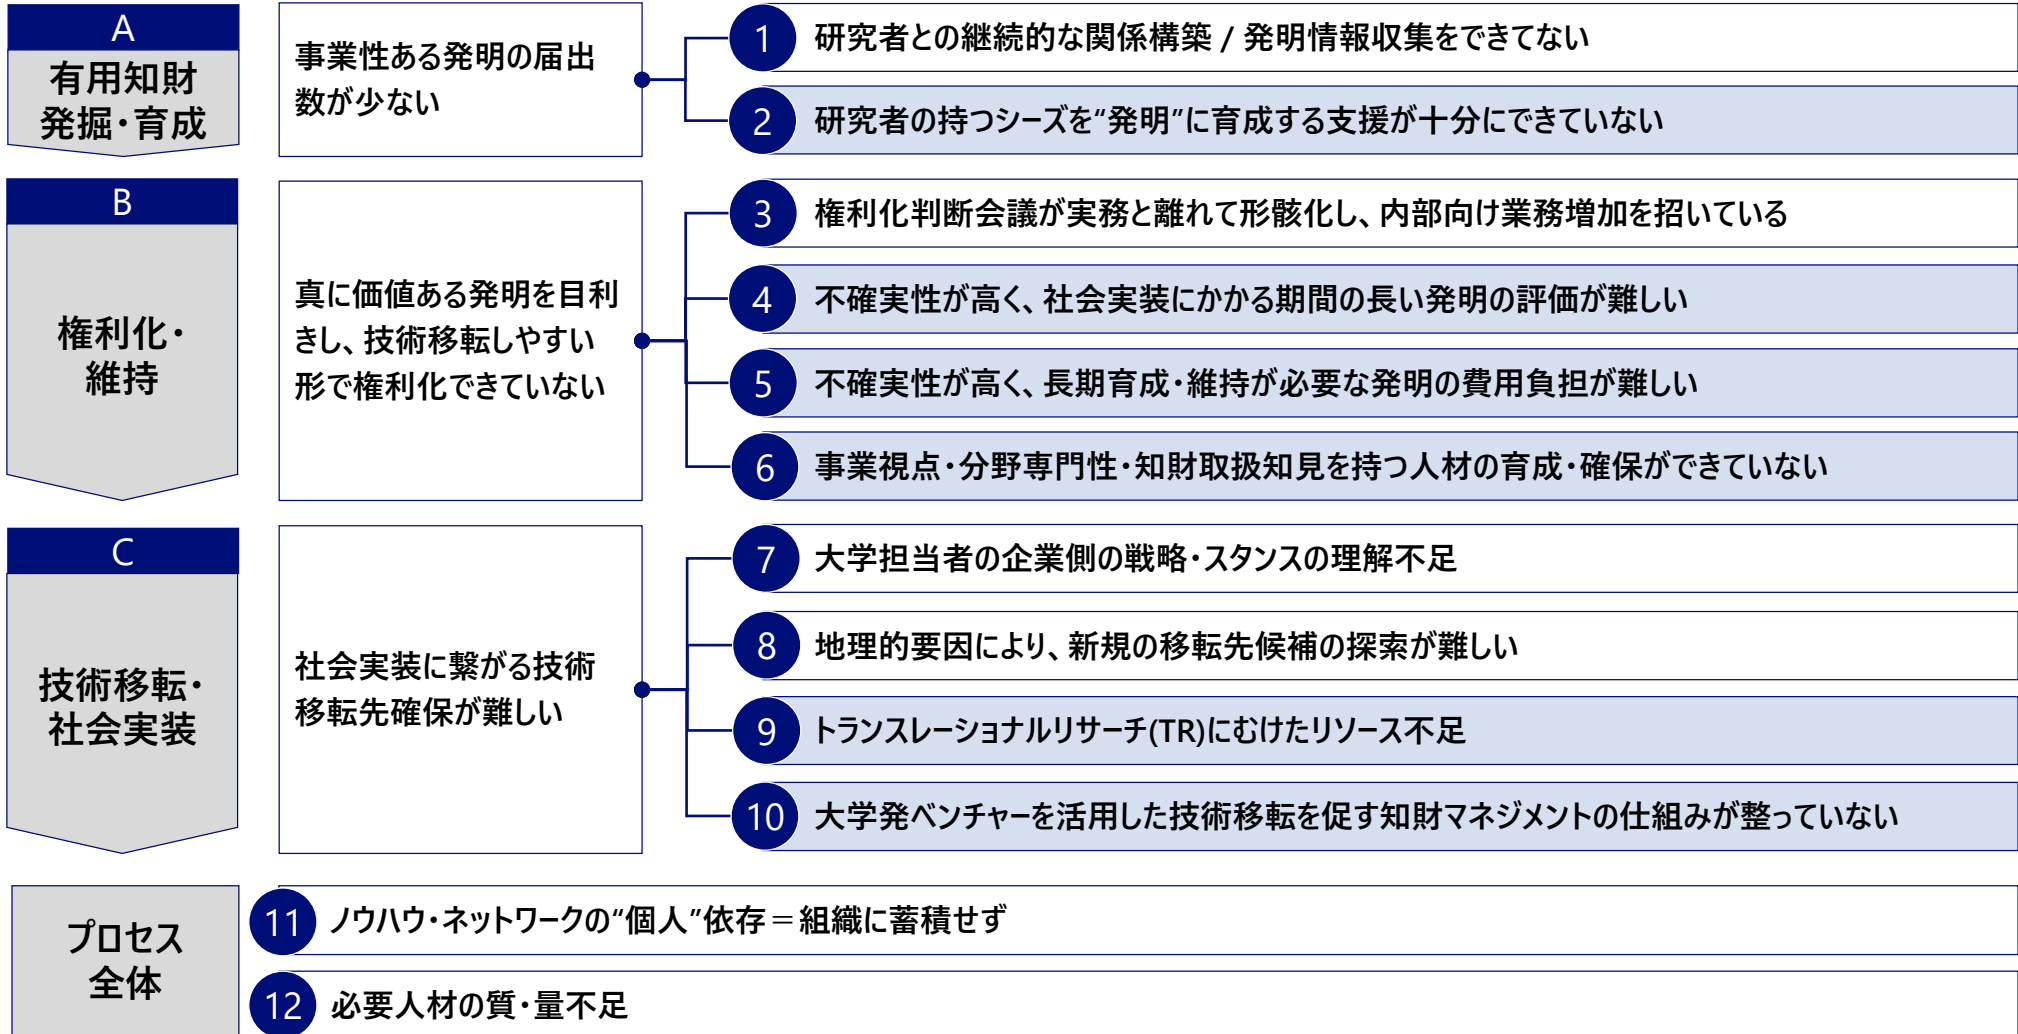 A
有用知財
発掘・育成
事業性ある発明の届出
数が少ない
1 研究者との継続的な関係構築 / 発明情報収集をできてない
2 研究者の持つシーズを“発明”に育成する支援が十分にできていない
B
権利化・
維持
真に価値ある発明を目利
きし、技術移転しやすい
形で権利化できていない
3 権利化判断会議が実務と離れて形骸化し、内部向け業務増加を招いている
4 不確実性が高く、社会実装にかかる期間の長い発明の評価が難しい
5 不確実性が高く、長期育成・維持が必要な発明の費用負担が難しい
6 事業視点・分野専門性・知財取扱知見を持つ人材の育成・確保ができていない
C
技術移転・
社会実装
社会実装に繋がる技術
移転先確保が難しい
7 大学担当者の企業側の戦略・スタンスの理解不足
8 地理的要因により、新規の移転先候補の探索が難しい
9 トランスレーショナルリサーチ(TR)にむけたリソース不足
10 大学発ベンチャーを活用した技術移転を促す知財マネジメントの仕組みが整っていない
プロセス
全体
11 ノウハウ・ネットワークの“個人”依存＝組織に蓄積せず
12 必要人材の質・量不足